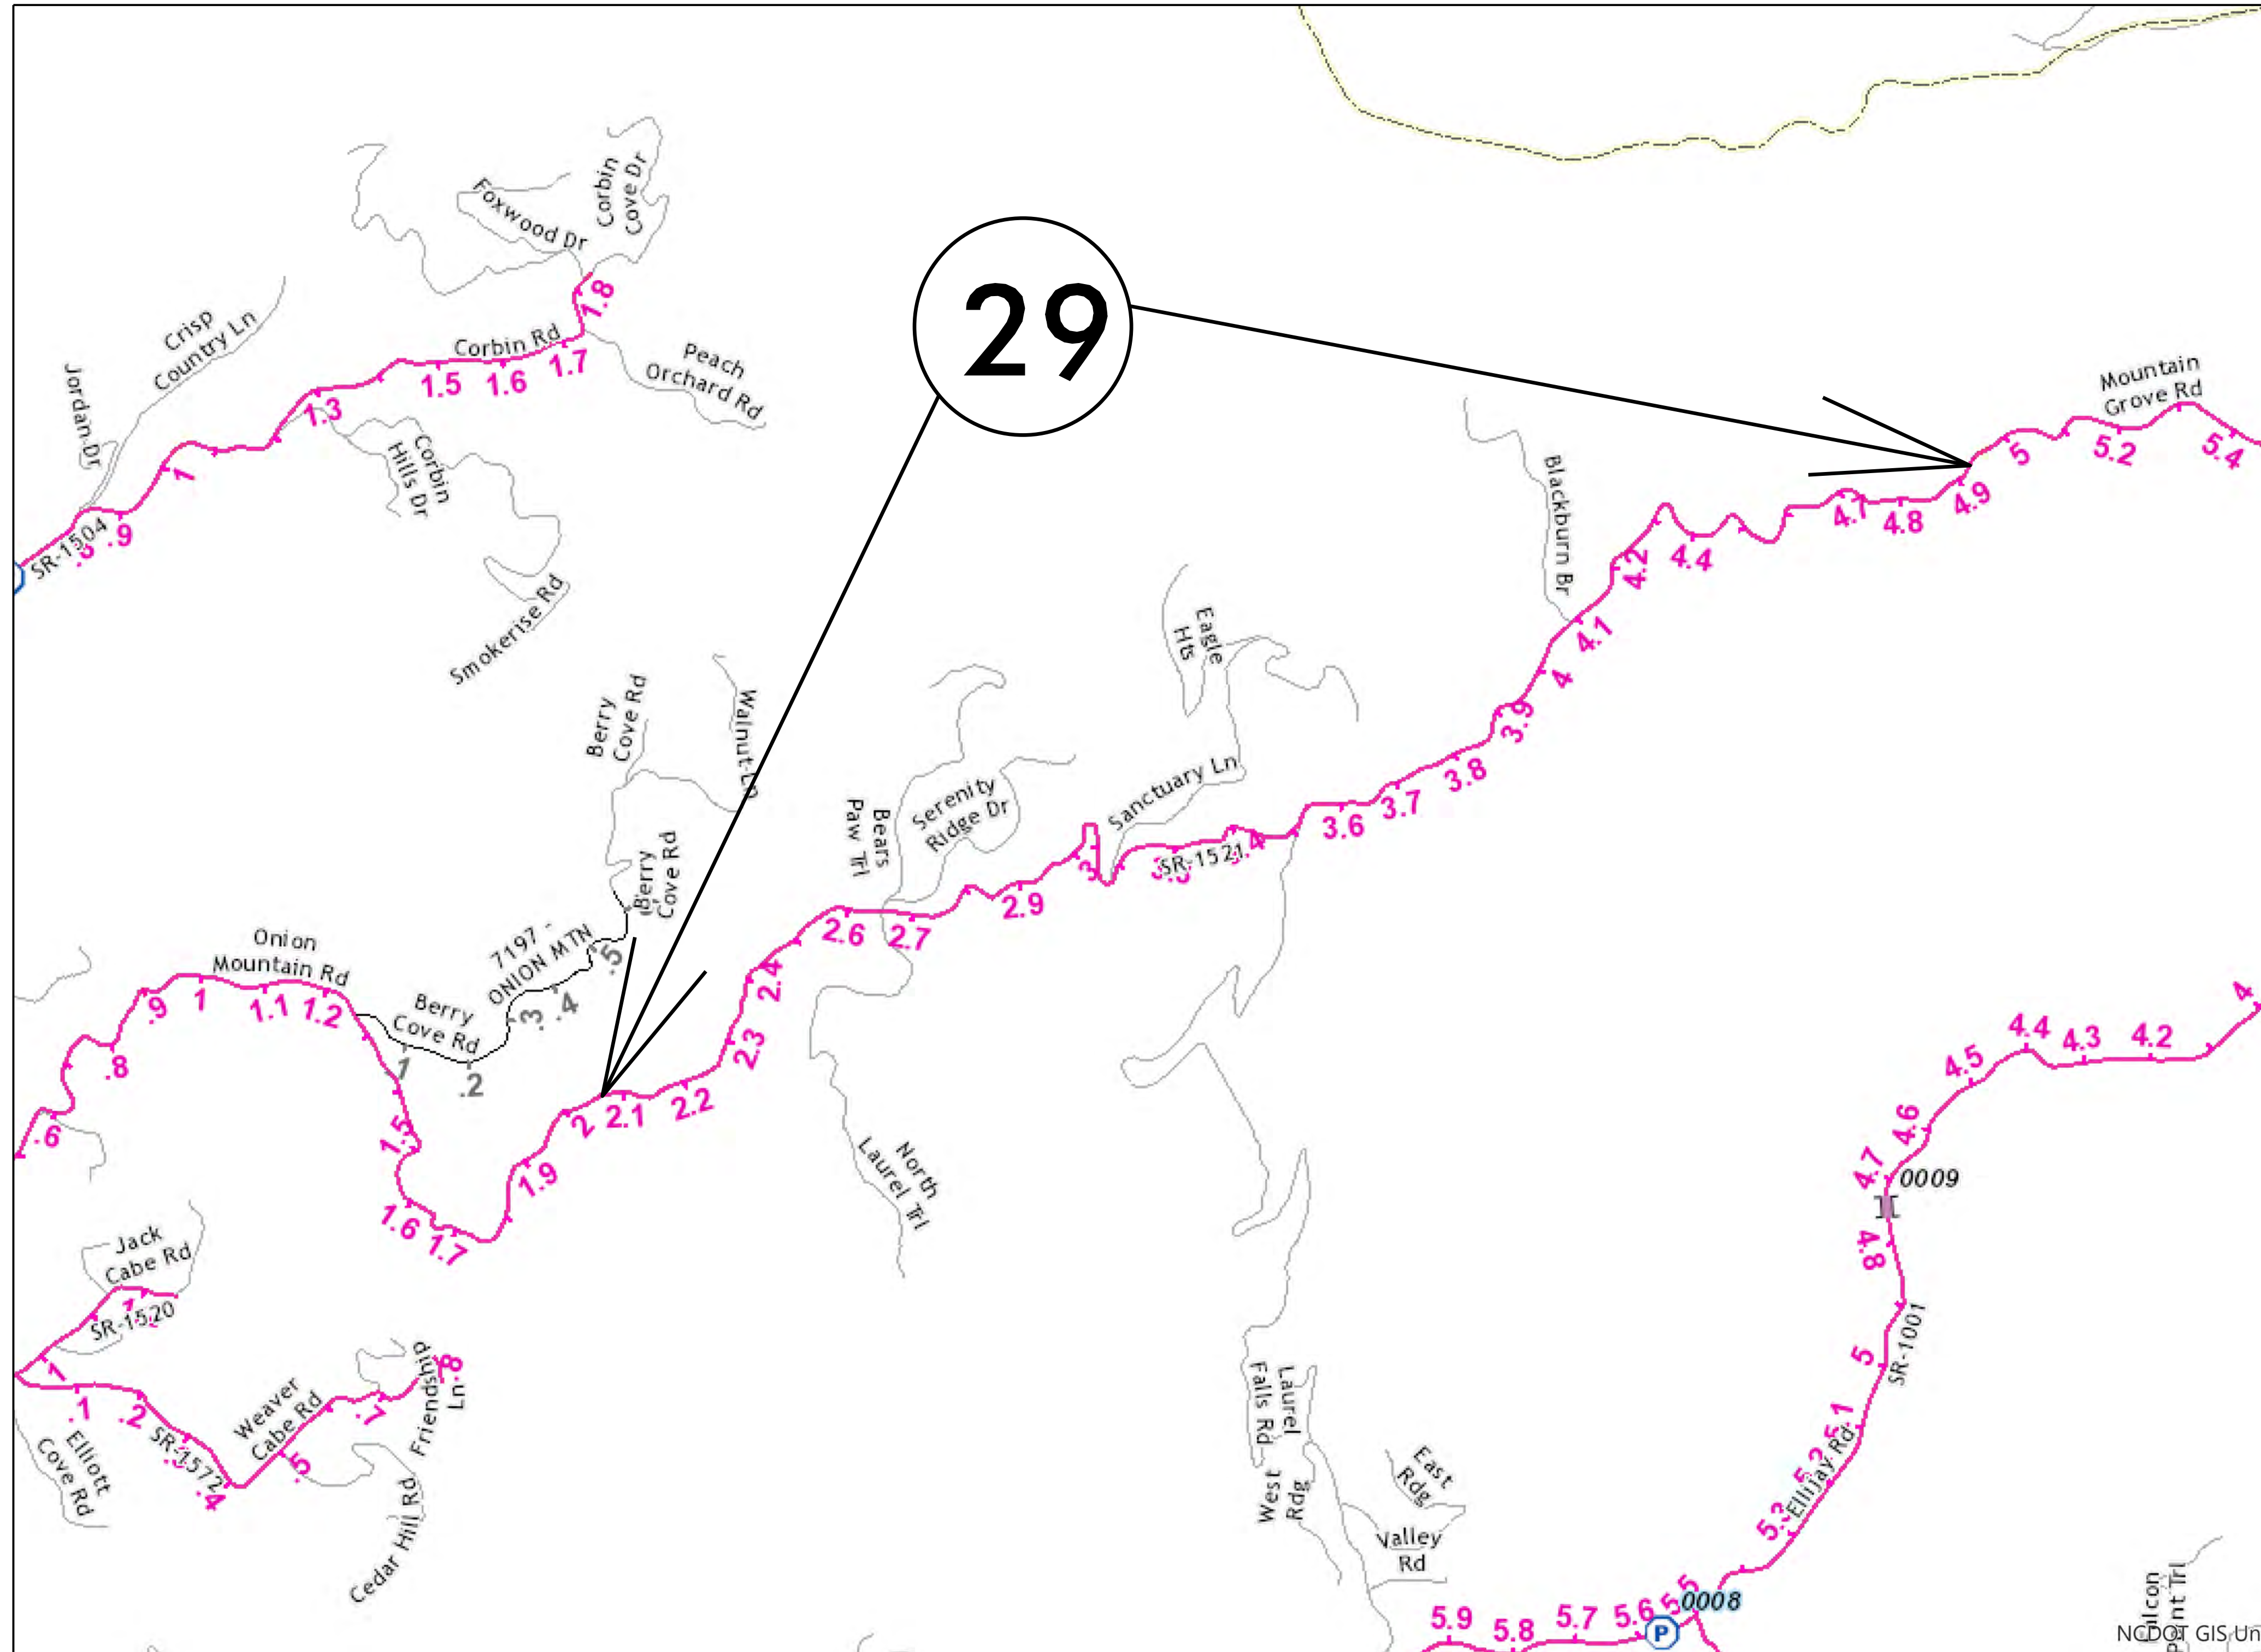 Corbin
Cove Dr
Foxwood Dr
1.8
29
Crisp
Country Ln
Corbin Rd
1.5
1.6
1.7
Peach
Orchard Rd
Jordan Dr
1.3
Corbin
Hills Dr
1
.9
SR-1504
Smokerise Rd
Mountain
Grove Rd
5
5.2
5.4
4.9
4.8
4.7
4.4
4.2
4.1
4
3.9
3.8
3.7
3.6
Blackburn Br
Eagle
Hts
Sanctuary Ln
SR-1521
3
2.9
Berry
Cove Rd
Walnut Ln
Bears
Paw Trl
Serenity
Ridge Dr
2.7
2.6
2.4
2.3
2.2
2.1
2
1.9
1.7
1.6
1.5
Berry
Cove Rd
7197 -
ONION MTN
.5
.4
.3
.2
.1
Berry
Cove Rd
Onion
Mountain Rd
1.2
1.1
1
.9
.8
.6
North
Laurel Trl
Jack
Cabe Rd
SR-1520
.1
.1
.2
SR-1572
.4
.5
.7
.8
Weaver
Cabe Rd
Friendship
Ln
Elliott
Cove Rd
Cedar Hill Rd
4
4.2
4.3
4.4
4.5
4.6
4.7
0009
4.8
5
SR-1001
5.1
5.2
5.3
Ellijay Rd
5.5
0008
P
5.6
5.7
5.8
5.9
Laurel
Falls Rd
West
Rdg
East
Rdg
Valley
Rd
NCDOT GIS Un